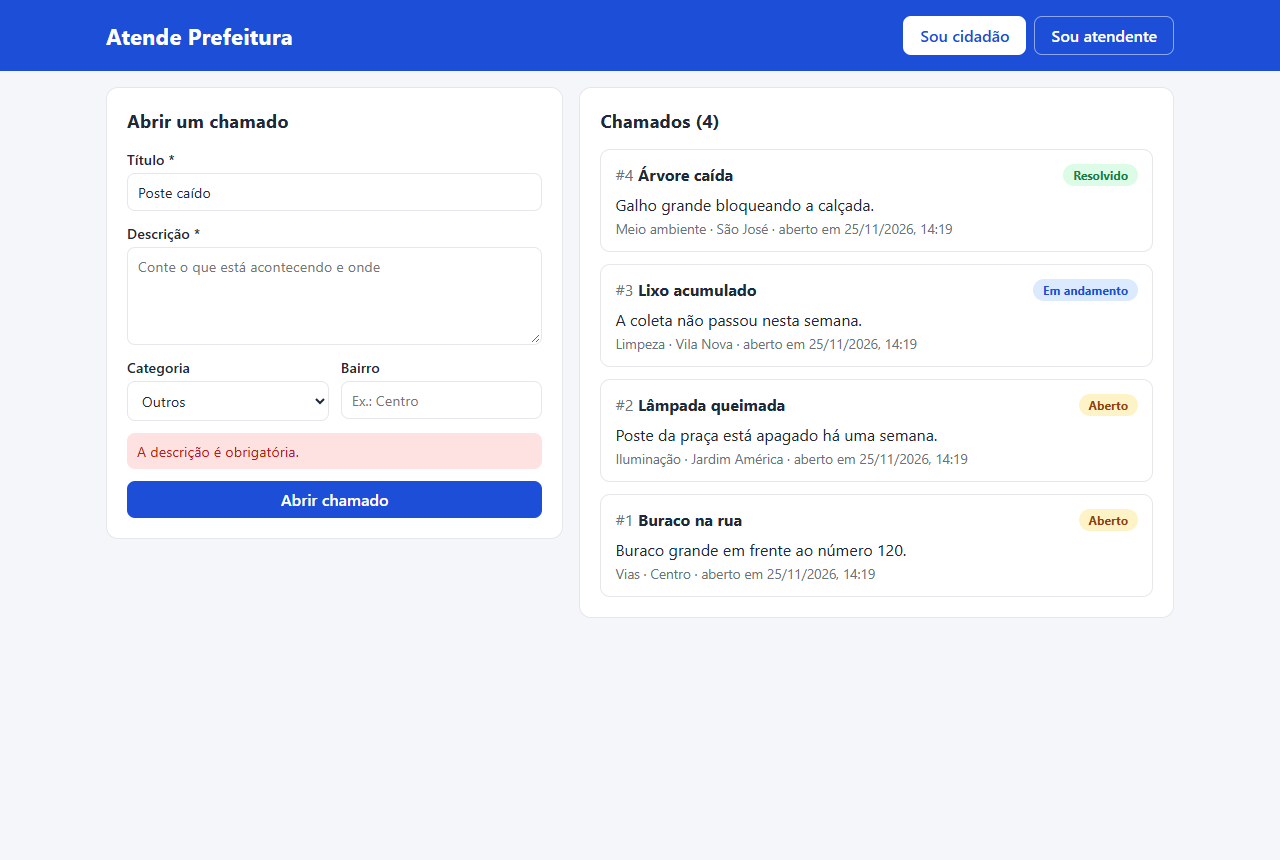 Atende Prefeitura
Sou cidadão
Sou atendente
Abrir um chamado
Título *
Poste caído
Descrição *
Conte o que está acontecendo e onde
Categoria
Bairro
Outros
Ex.: Centro
A descrição é obrigatória.
Abrir chamado
Chamados (4)
#4 Árvore caída
Resolvido
Galho grande bloqueando a calçada.
Meio ambiente · São José · aberto em 25/11/2026, 14:19
#3 Lixo acumulado
Em andamento
A coleta não passou nesta semana.
Limpeza · Vila Nova · aberto em 25/11/2026, 14:19
#2 Lâmpada queimada
Aberto
Poste da praça está apagado há uma semana.
Iluminação · Jardim América · aberto em 25/11/2026, 14:19
#1 Buraco na rua
Aberto
Buraco grande em frente ao número 120.
Vias · Centro · aberto em 25/11/2026, 14:19